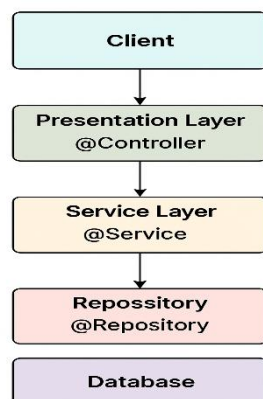 Client
Presentation Layer
@Controller
Service Layer
@Service
Repossitory
@Repository
Database